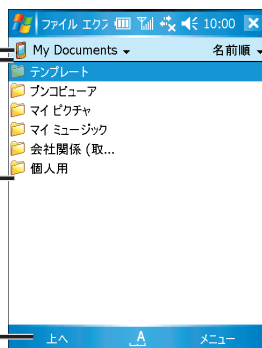 ファイル エクス 10:00
My Documents 名前順
テンプレート
ブンコビューア
マイ ピクチャ
マイ ミュージック
会社関係 (取...
個人用
上へ A メニュー